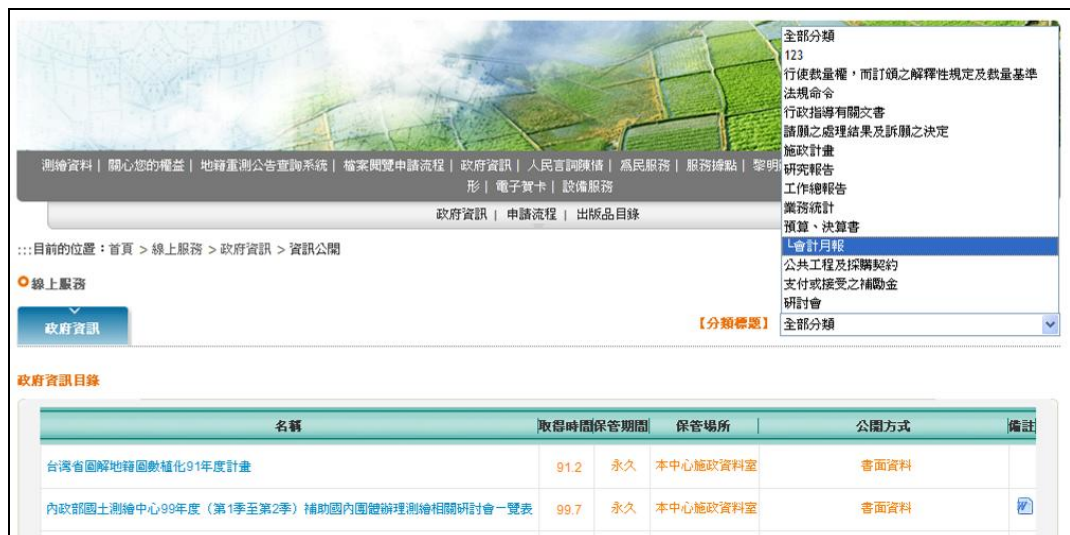 全部分類
123
行使裁量權,而訂頒之解釋性規定及裁量基準
法規命令
行政指導有關文書
請願之處理結果及訴願之決定
施政計畫
研究報告
工作總報告
業務統計
預算、決算書
└會計月報
公共工程及採購契約
支付或接受之補助金
研討會
測繪資料| 關心您的權益| 地籍重測公告查詢系統| 檔案閱覽申請流程| 政府資訊| 人民言詞陳情| 為民服務| 服務據點| 黎明
形| 電子賀卡| 設備服務
政府資訊 | 申請流程 | 出版品目錄
:::目前的位置:首頁 >線上服務 >政府資訊 > 資訊公開
線上服務
政府資訊
【分類標題】 全部分類
政府資訊目錄
名稱 取得時間 保管期間 保管場所 公開方式 備註
台灣省圖解地籍圖數值化91年度計畫 91.2 永久 本中心施政資料室 書面資料
內政部國土測繪中心99年度(第1季至第2季)補助國內團體辦理測繪相關研討會一覽表 99.7 永久 本中心施政資料室 書面資料